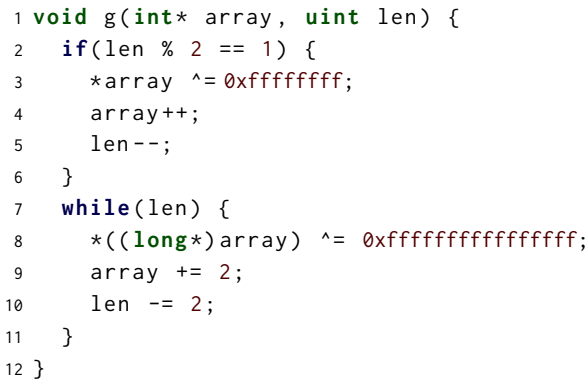 1 void g(int* array, uint len) {
2   if(len % 2 == 1) {
3     *array ^= 0xffffffff;
4     array++;
5     len--;
6   }
7   while(len) {
8     *((long*)array) ^= 0xffffffffffffffff;
9     array += 2;
10     len -= 2;
11   }
12 }